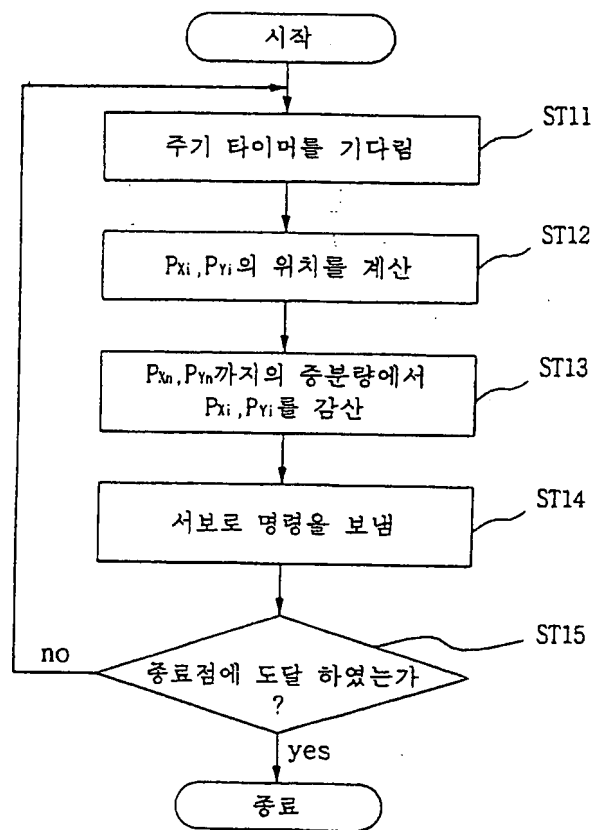 시작
주기 타이머를 기다림
ST11
PXi,PYi의 위치를 계산
ST12
PXn,PYn까지의 증분량에서
PXi,PYi를 감산
ST13
서보로 명령을 보냄
ST14
종료점에 도달 하였는가
?
ST15
no
yes
종료